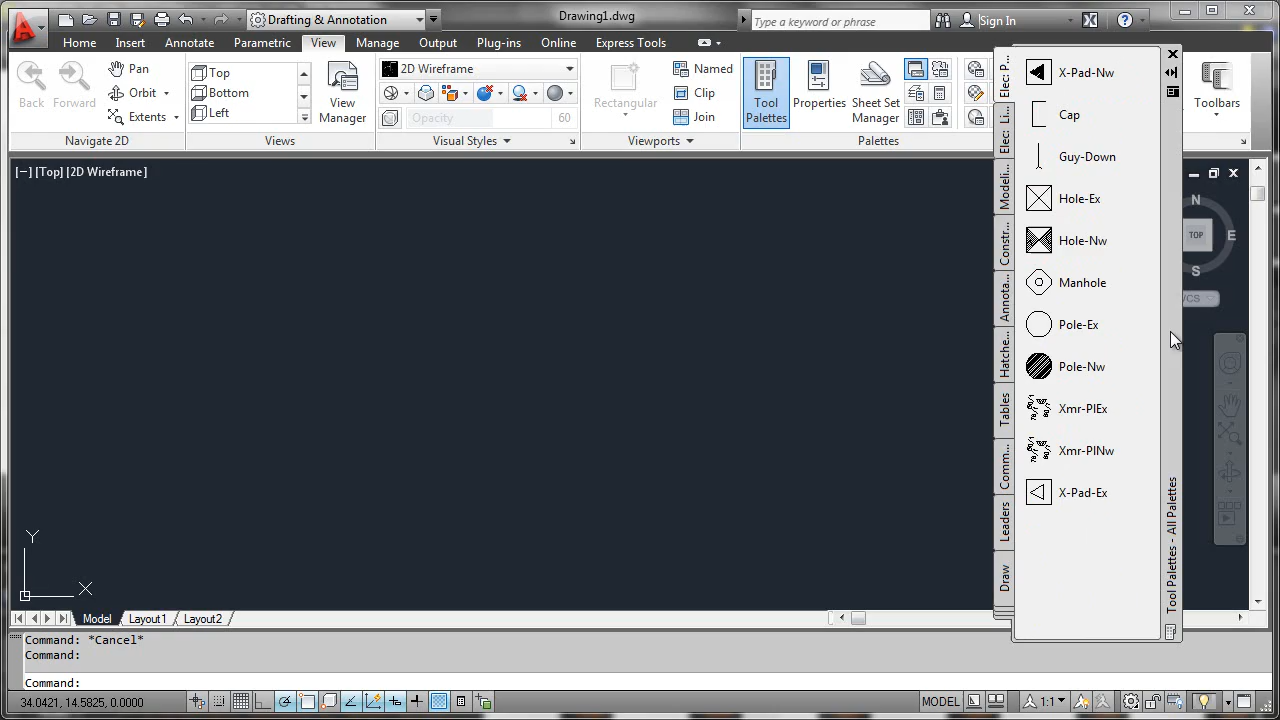 Drafting & Annotation
Drawing1.dwg
Type a keyword or phrase
Sign In
Home Insert Annotate Parametric View Manage Output Plug-ins Online Express Tools
Back
Forward
Pan
Orbit
Extents
Navigate 2D
Top
Bottom
Left
View
Manager
Views
2D Wireframe
Opacity 60
Visual Styles
Rectangular
Named
Clip
Join
Viewports
Tool
Palettes
Properties
Sheet Set
Manager
Palettes
Toolbars
[−] [Top] [2D Wireframe]
Elec: P...
Elec: Li...
Modeli...
Constr...
Annota...
Hatche...
Tables
Comm...
Leaders
Draw
X-Pad-Nw
Cap
Guy-Down
Hole-Ex
Hole-Nw
Manhole
Pole-Ex
Pole-Nw
Xmr-PlEx
Xmr-PlNw
X-Pad-Ex
Tool Palettes - All Palettes
N
TOP
E
S
Y
X
Model Layout1 Layout2
Command: *Cancel*
Command:
Command:
34.0421, 14.5825, 0.0000
MODEL
1:1